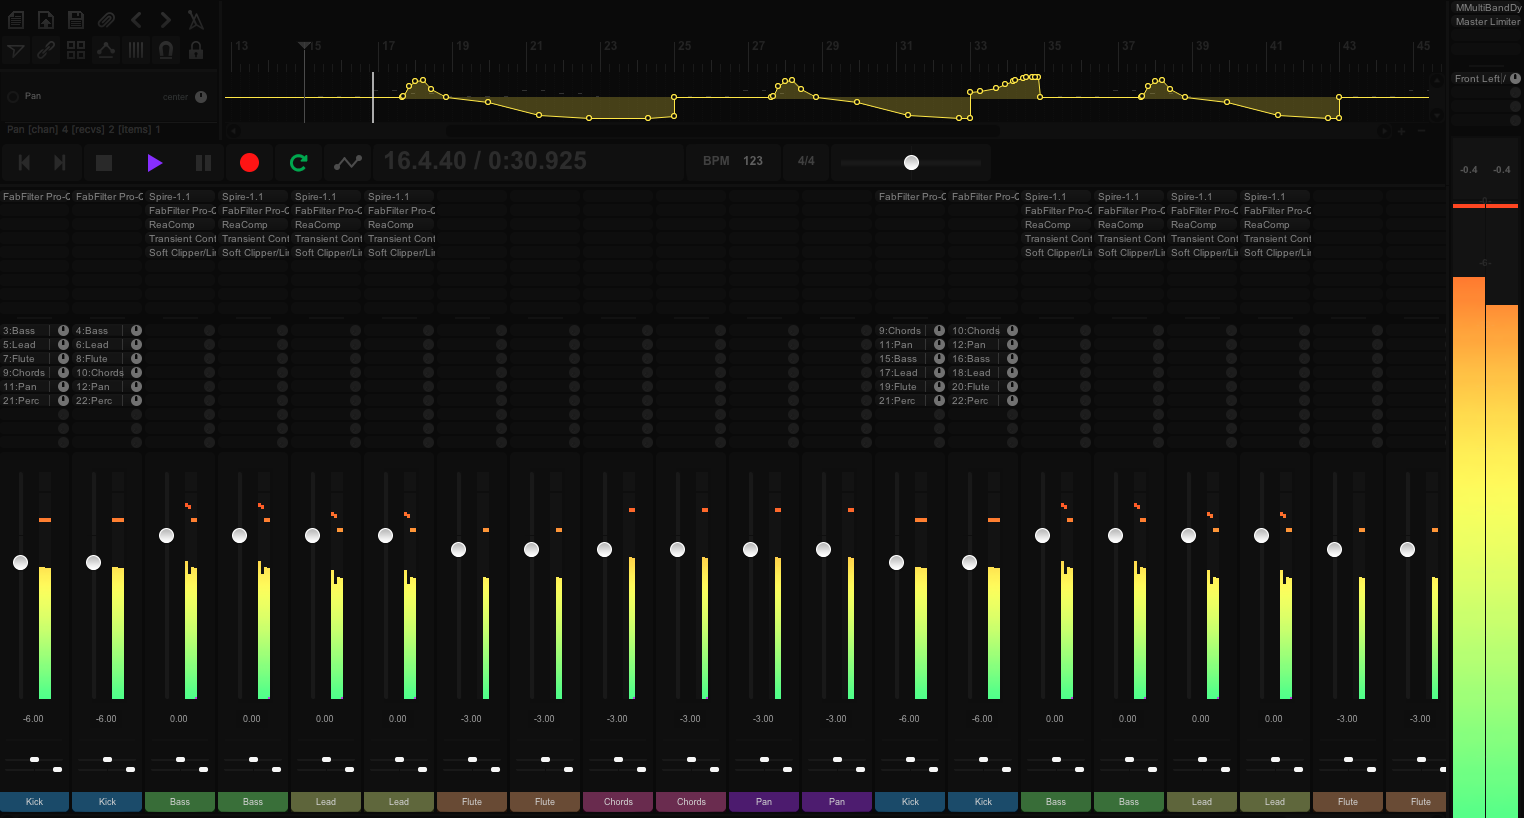 MMultiBandDy
Master Limiter
13 15 17 19 21 23 25 27 29 31 33 35 37 39 41 43 45
Front Left /
Pan center
Pan [chan] 4 [recvs] 2 [Items] 1
16.4.40 / 0:30.925 BPM 123 4/4
-0.4 -0.4
FabFilter Pro-Q FabFilter Pro-Q Spire-1.1 Spire-1.1 Spire-1.1 Spire-1.1 FabFilter Pro-Q FabFilter Pro-Q Spire-1.1 Spire-1.1 Spire-1.1 Spire-1.1
FabFilter Pro-Q FabFilter Pro-Q FabFilter Pro-Q FabFilter Pro-Q FabFilter Pro-Q FabFilter Pro-Q FabFilter Pro-Q FabFilter Pro-Q
ReaComp ReaComp ReaComp ReaComp ReaComp ReaComp ReaComp ReaComp
Transient Cont Transient Cont Transient Cont Transient Cont Transient Cont Transient Cont Transient Cont Transient Cont
Soft Clipper/Lir Soft Clipper/Lir Soft Clipper/Lir Soft Clipper/Lir Soft Clipper/Lir Soft Clipper/Lir Soft Clipper/Lir Soft Clipper/Lir
-6-
3:Bass 4:Bass 9:Chords 10:Chords
5:Lead 6:Lead 11:Pan 12:Pan
7:Flute 8:Flute 15:Bass 16:Bass
9:Chords 10:Chords 17:Lead 18:Lead
11:Pan 12:Pan 19:Flute 20:Flute
21:Perc 22:Perc 21:Perc 22:Perc
-6.00 -6.00 0.00 0.00 0.00 0.00 -3.00 -3.00 -3.00 -3.00 -3.00 -3.00 -6.00 -6.00 0.00 0.00 0.00 0.00 -3.00 -3.00
Kick Kick Bass Bass Lead Lead Flute Flute Chords Chords Pan Pan Kick Kick Bass Bass Lead Lead Flute Flute